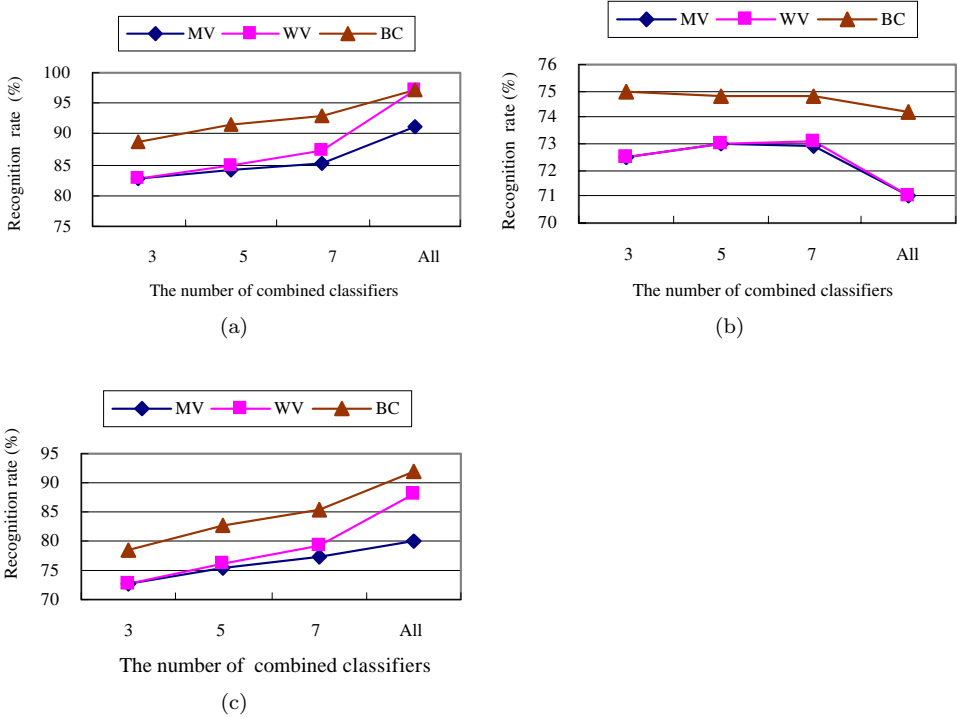 MV WV BC
Recognition rate (%)
100
95
90
85
80
75
3 5 7 All
The number of combined classifiers
(a)
MV WV BC
Recognition rate (%)
76
75
74
73
72
71
70
3 5 7 All
The number of combined classifiers
(b)
MV WV BC
Recognition rate (%)
95
90
85
80
75
70
3 5 7 All
The number of combined classifiers
(c)